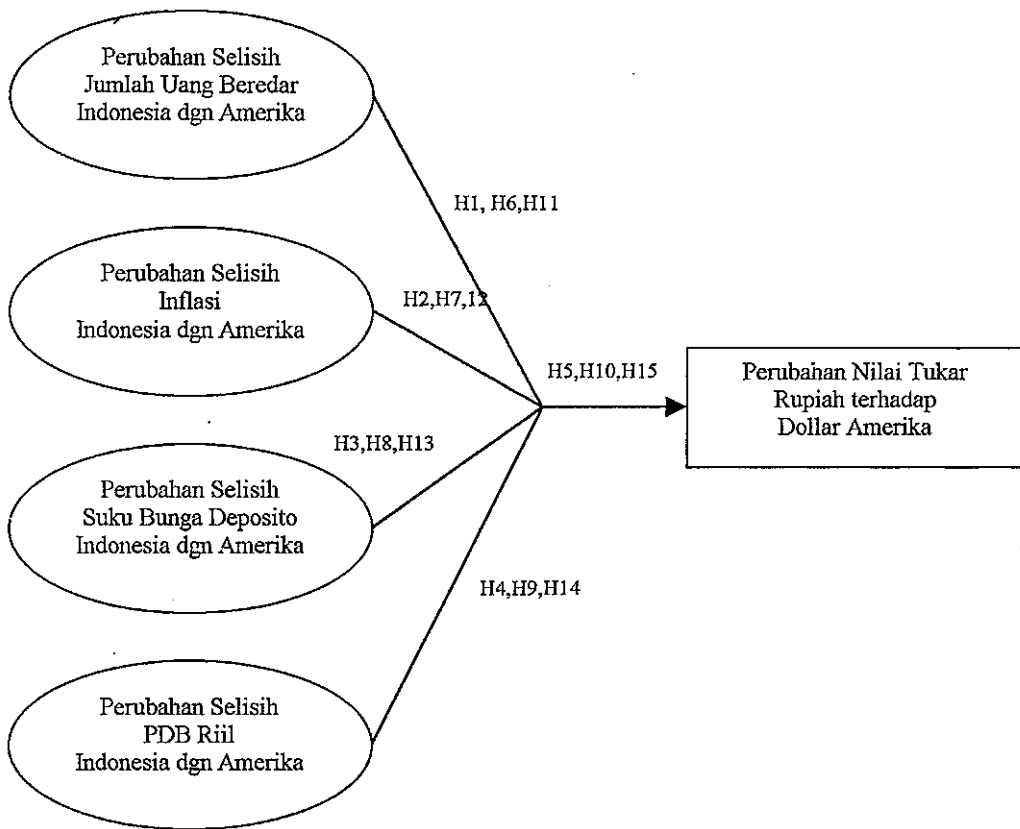 Perubahan Selisih
Jumlah Uang Beredar
Indonesia dgn Amerika
H1, H6,H11
Perubahan Selisih
Inflasi
Indonesia dgn Amerika
H2,H7,12
H5,H10,H15
Perubahan Nilai Tukar
Rupiah terhadap
Dollar Amerika
H3,H8,H13
Perubahan Selisih
Suku Bunga Deposito
Indonesia dgn Amerika
H4,H9,H14
Perubahan Selisih
PDB Riil
Indonesia dgn Amerika